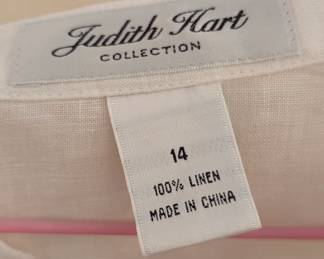 Judith Hart
COLLECTION
14
100% LINEN
MADE IN CHINA